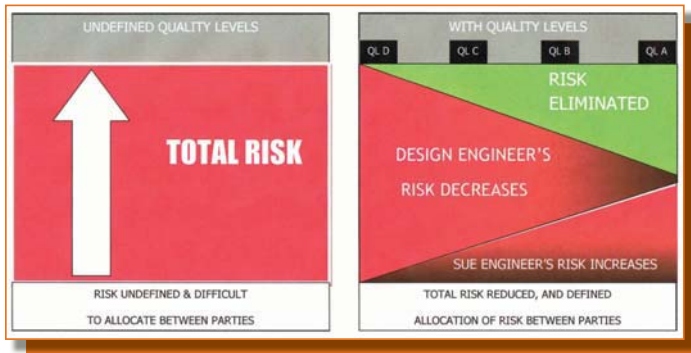 UNDEFINED QUALITY LEVELS
TOTAL RISK
RISK UNDEFINED & DIFFICULT
TO ALLOCATE BETWEEN PARTIES
WITH QUALITY LEVELS
QL D QL C QL B QL A
RISK
ELIMINATED
DESIGN ENGINEER'S
RISK DECREASES
SUE ENGINEER'S RISK INCREASES
TOTAL RISK REDUCED, AND DEFINED
ALLOCATION OF RISK BETWEEN PARTIES